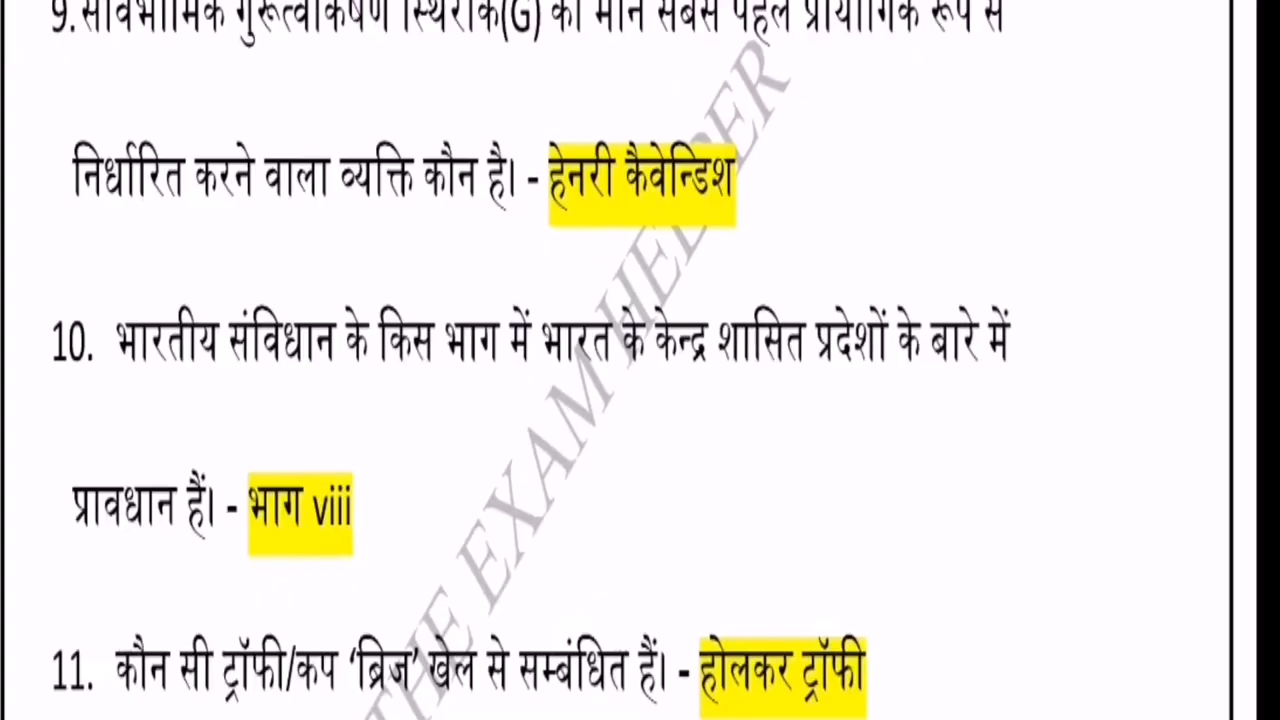 9.सार्वभौमिक गुरूत्वाकर्षण स्थिरांक(G) का मान सबसे पहले प्रायोगिक रूप से
निर्धारित करने वाला व्यक्ति कौन है। - हेनरी कैवेन्डिश
10. भारतीय संविधान के किस भाग में भारत के केन्द्र शासित प्रदेशों के बारे में
प्रावधान हैं। - भाग viii
11. कौन सी ट्रॉफी/कप ‘ब्रिज’ खेल से सम्बंधित हैं। - होलकर ट्रॉफी
THE EXAM HELPER